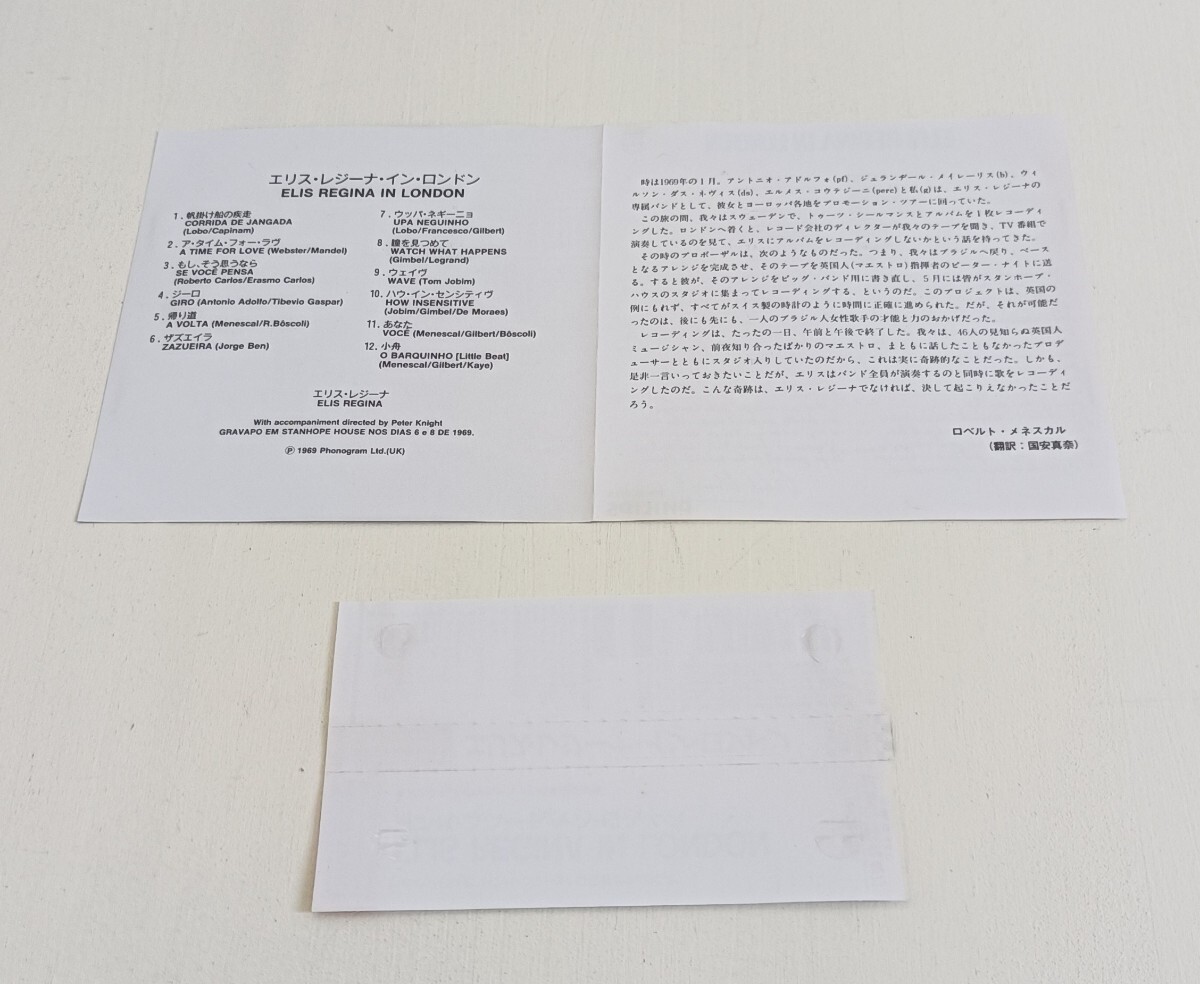 エリス・レジーナ・イン・ロンドン
ELIS REGINA IN LONDON
1. 帆掛け船の疾走
CORRIDA DE JANGADA
(Lobo/Capinam)
2. ア・タイム・フォー・ラヴ
A TIME FOR LOVE (Webster/Mandel)
3. もし、そう思うなら
SE VOCÊ PENSA
(Roberto Carlos/Erasmo Carlos)
4. ジーロ
GIRO (Antonio Adolfo/Tibevio Gaspar)
5. 帰り道
A VOLTA (Menescal/R.Bôscoli)
6. ザズエイラ
ZAZUEIRA (Jorge Ben)
7. ウッパ・ネギーニョ
UPA NEGUINHO
(Lobo/Francesco/Gilbert)
8. 瞳を見つめて
WATCH WHAT HAPPENS
(Gimbel/Legrand)
9. ウェイヴ
WAVE (Tom Jobim)
10. ハウ・イン・センシティヴ
HOW INSENSITIVE
(Jobim/Gimbel/De Moraes)
11. あなた
VOCÊ (Menescal/Gilbert/Bôscoli)
12. 小舟
O BARQUINHO [Little Beat]
(Menescal/Gilbert/Kaye)
エリス・レジーナ
ELIS REGINA
With accompaniment directed by Peter Knight
GRAVAPO EM STANHOPE HOUSE NOS DIAS 6 e 8 DE 1969.
Ⓟ 1969 Phonogram Ltd.(UK)
時は1969年の1月。アントニオ・アドルフォ(pf)、ジュランヂール・メイレーリス(b)、ウィ
ルソン・ダス・ネヴィス(ds)、エルメス・コウテジーニ(perc)と私(g)は、エリス・レジーナの
専属バンドとして、彼女とヨーロッパ各地をプロモーション・ツアーに回っていた。
この旅の間、我々はスウェーデンで、トゥーツ・シールマンスとアルバムを1枚レコーディ
ングした。ロンドンへ着くと、レコード会社のディレクターが我々のテープを聞き、TV番組で
演奏しているのを見て、エリスにアルバムをレコーディングしないかという話を持ってきた。
その時のプロポーザルは、次のようなものだった。つまり、我々はブラジルへ戻り、ベース
となるアレンジを完成させ、そのテープを英国人(マエストロ)指揮者のピーター・ナイトに送
る。すると彼が、そのアレンジをビッグ・バンド用に書き直し、5月には皆がスタンホープ・
ハウスのスタジオに集まってレコーディングする、というのだ。このプロジェクトは、英国の
例にもれず、すべてがスイス製の時計のように時間に正確に進められた。だが、それが可能だ
ったのは、後にも先にも、一人のブラジル人女性歌手の才能と力のおかげだった。
レコーディングは、たったの一日、午前と午後で終了した。我々は、46人の見知らぬ英国人
ミュージシャン、前夜知り合ったばかりのマエストロ、まともに話したこともなかったプロデ
ューサーとともにスタジオ入りしていたのだから、これは実に奇跡的なことだった。しかも、
是非一言いっておきたいことだが、エリスはバンド全員が演奏するのと同時に歌をレコーディ
ングしたのだ。こんな奇跡は、エリス・レジーナでなければ、決して起こりえなかったことだ
ろう。
ロベルト・メネスカル
(翻訳：国安真奈)